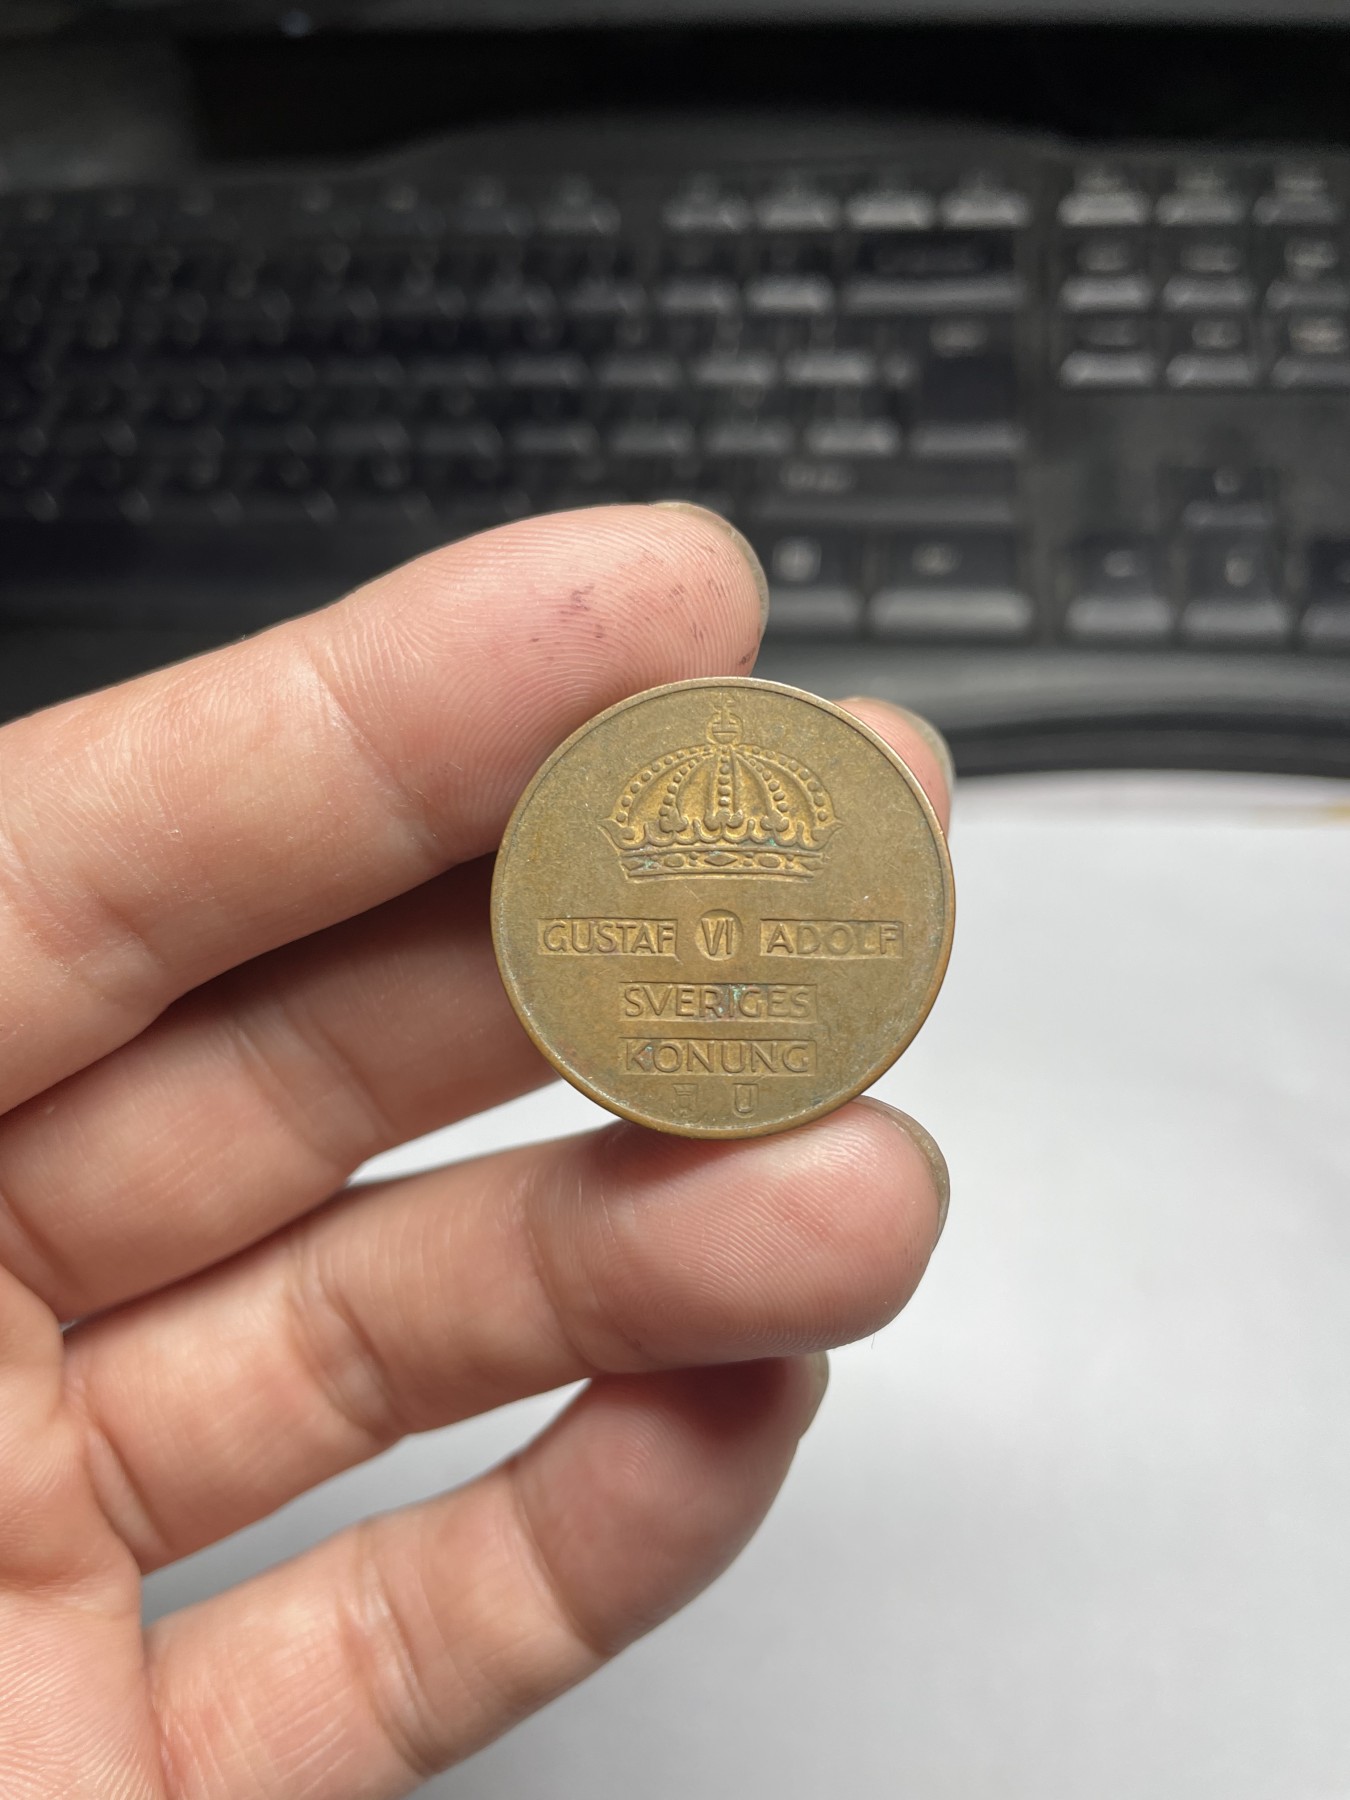 GUSTAF VI ADOLF
SVERIGES
KONUNG
U